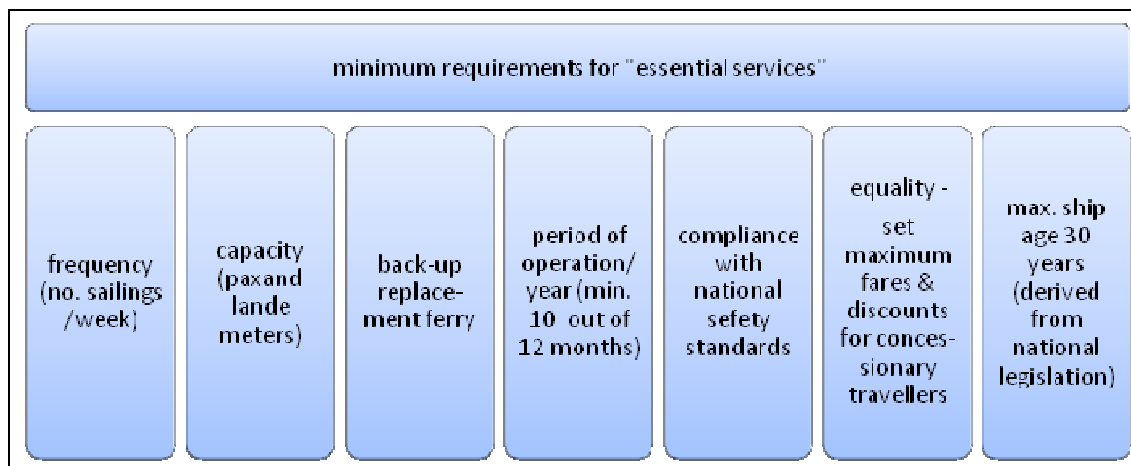 minimum requirements for "essential services"
frequency
(no. sailings
/week)
capacity
(paxand
lande
meters)
back-up
replace-
ment ferry
period of
operation/
year (min.
10 out of
12 months)
compliance
with
national
sefety
standards
equality -
set
maximum
fares &
discounts
for conces-
sionary
travellers
max. ship
age 30
years
(derived
from
national
legislation)